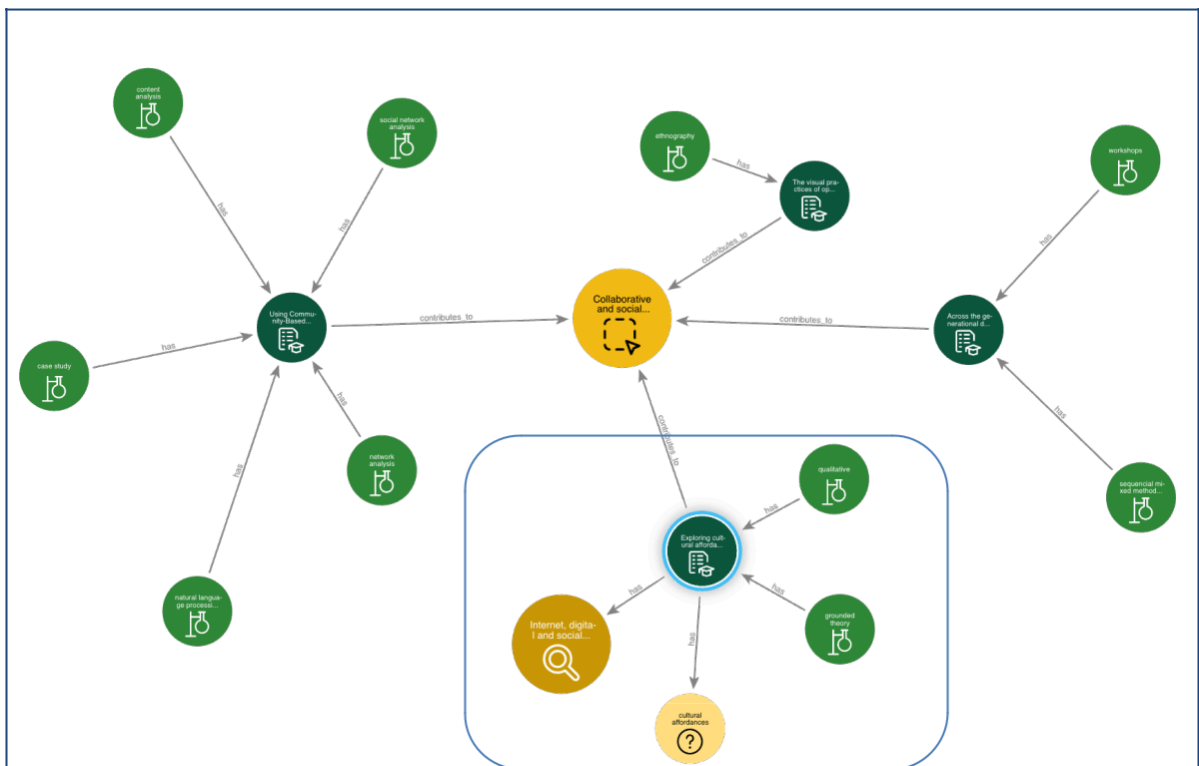 content
analysis
social network
analysis
ethnography
workshops
has
has
has
has
The visual pra-
ctices of op...
contributes_to
Collaborative
and social...
Using Commu-
nity-Based...
contributes_to
contributes_to
Across the ge-
nerational d...
case study
has
has
has
has
network
analysis
contributes_to
qualitative
sequencial mi-
xed method...
has
Exploring cult-
ural afforda...
has
has
grounded
theory
natural langua-
ge processi...
Internet, digita-
l and social...
has
cultural
affordances
?